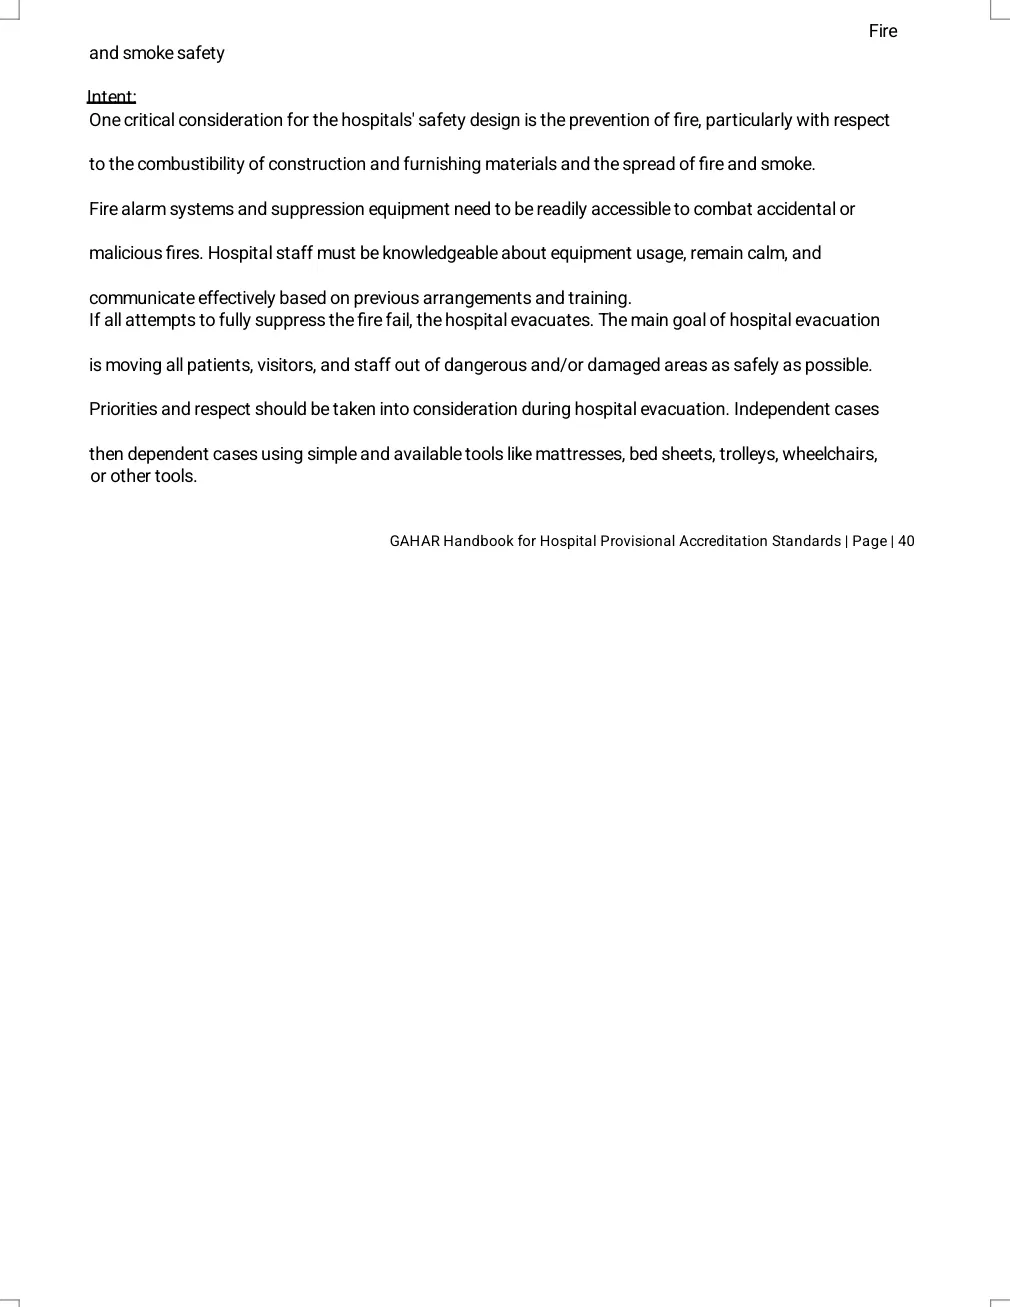 Fire
and smoke safety
Intent:
One critical consideration for the hospitals' safety design is the prevention of fire, particularly with respect
to the combustibility of construction and furnishing materials and the spread of fire and smoke.
Fire alarm systems and suppression equipment need to be readily accessible to combat accidental or
malicious fires. Hospital staff must be knowledgeable about equipment usage, remain calm, and
communicate effectively based on previous arrangements and training.
If all attempts to fully suppress the fire fail, the hospital evacuates. The main goal of hospital evacuation
is moving all patients, visitors, and staff out of dangerous and/or damaged areas as safely as possible.
Priorities and respect should be taken into consideration during hospital evacuation. Independent cases
then dependent cases using simple and available tools like mattresses, bed sheets, trolleys, wheelchairs,
or other tools.
GAHAR Handbook for Hospital Provisional Accreditation Standards | Page | 40